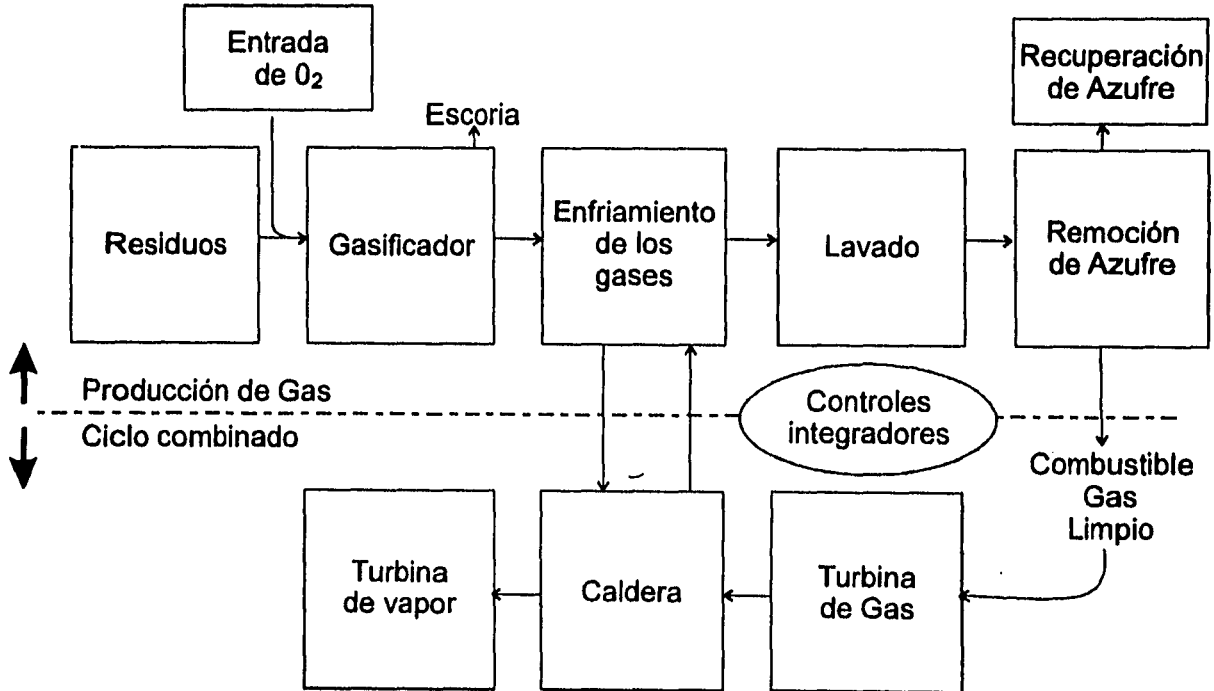 Entrada
de 0₂
Escoria
Recuperación
de Azufre
Residuos
Gasificador
Enfriamiento
de los
gases
Lavado
Remoción
de Azufre
Producción de Gas
Ciclo combinado
Controles
integradores
Combustible
Gas
Limpio
Turbina
de vapor
Caldera
Turbina
de Gas